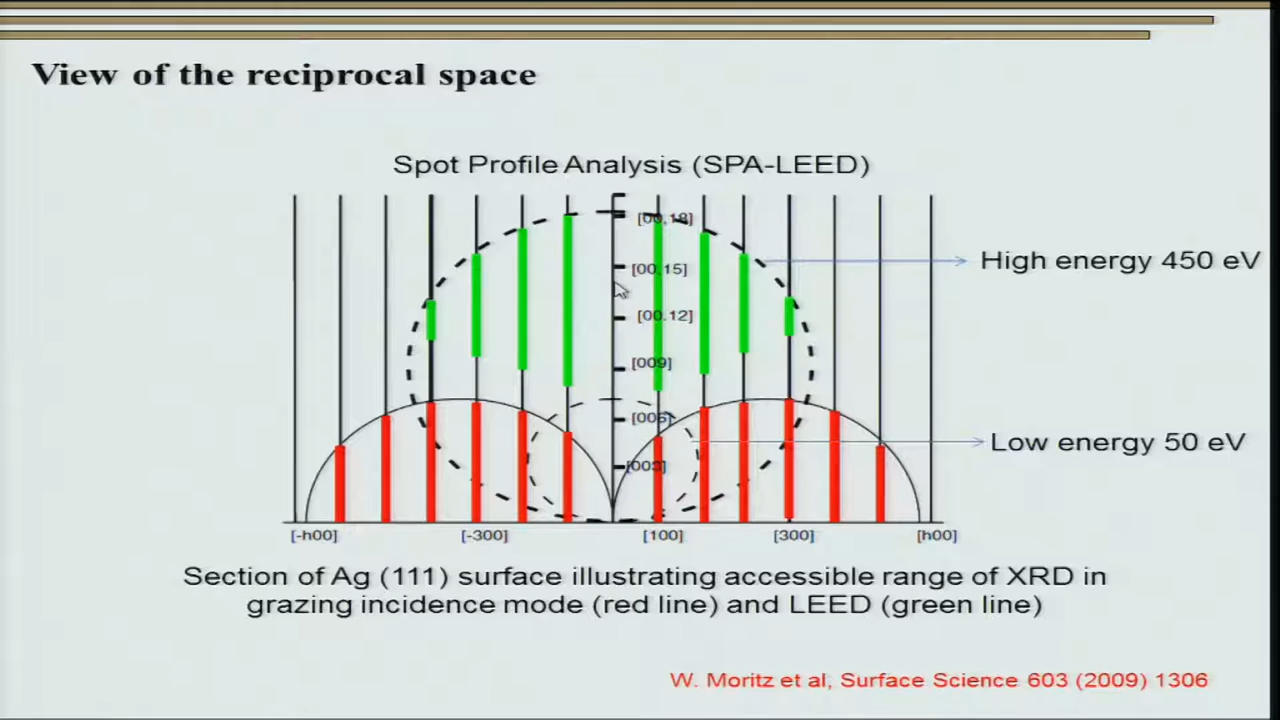 View of the reciprocal space
Spot Profile Analysis (SPA-LEED)
[00,18]
High energy 450 eV
[00,15]
[00.12]
[009]
[006]
Low energy 50 eV
[003]
[-h00]
[-300]
[100]
[300]
[h00]
Section of Ag (111) surface illustrating accessible range of XRD in
grazing incidence mode (red line) and LEED (green line)
W. Moritz et al, Surface Science 603 (2009) 1306